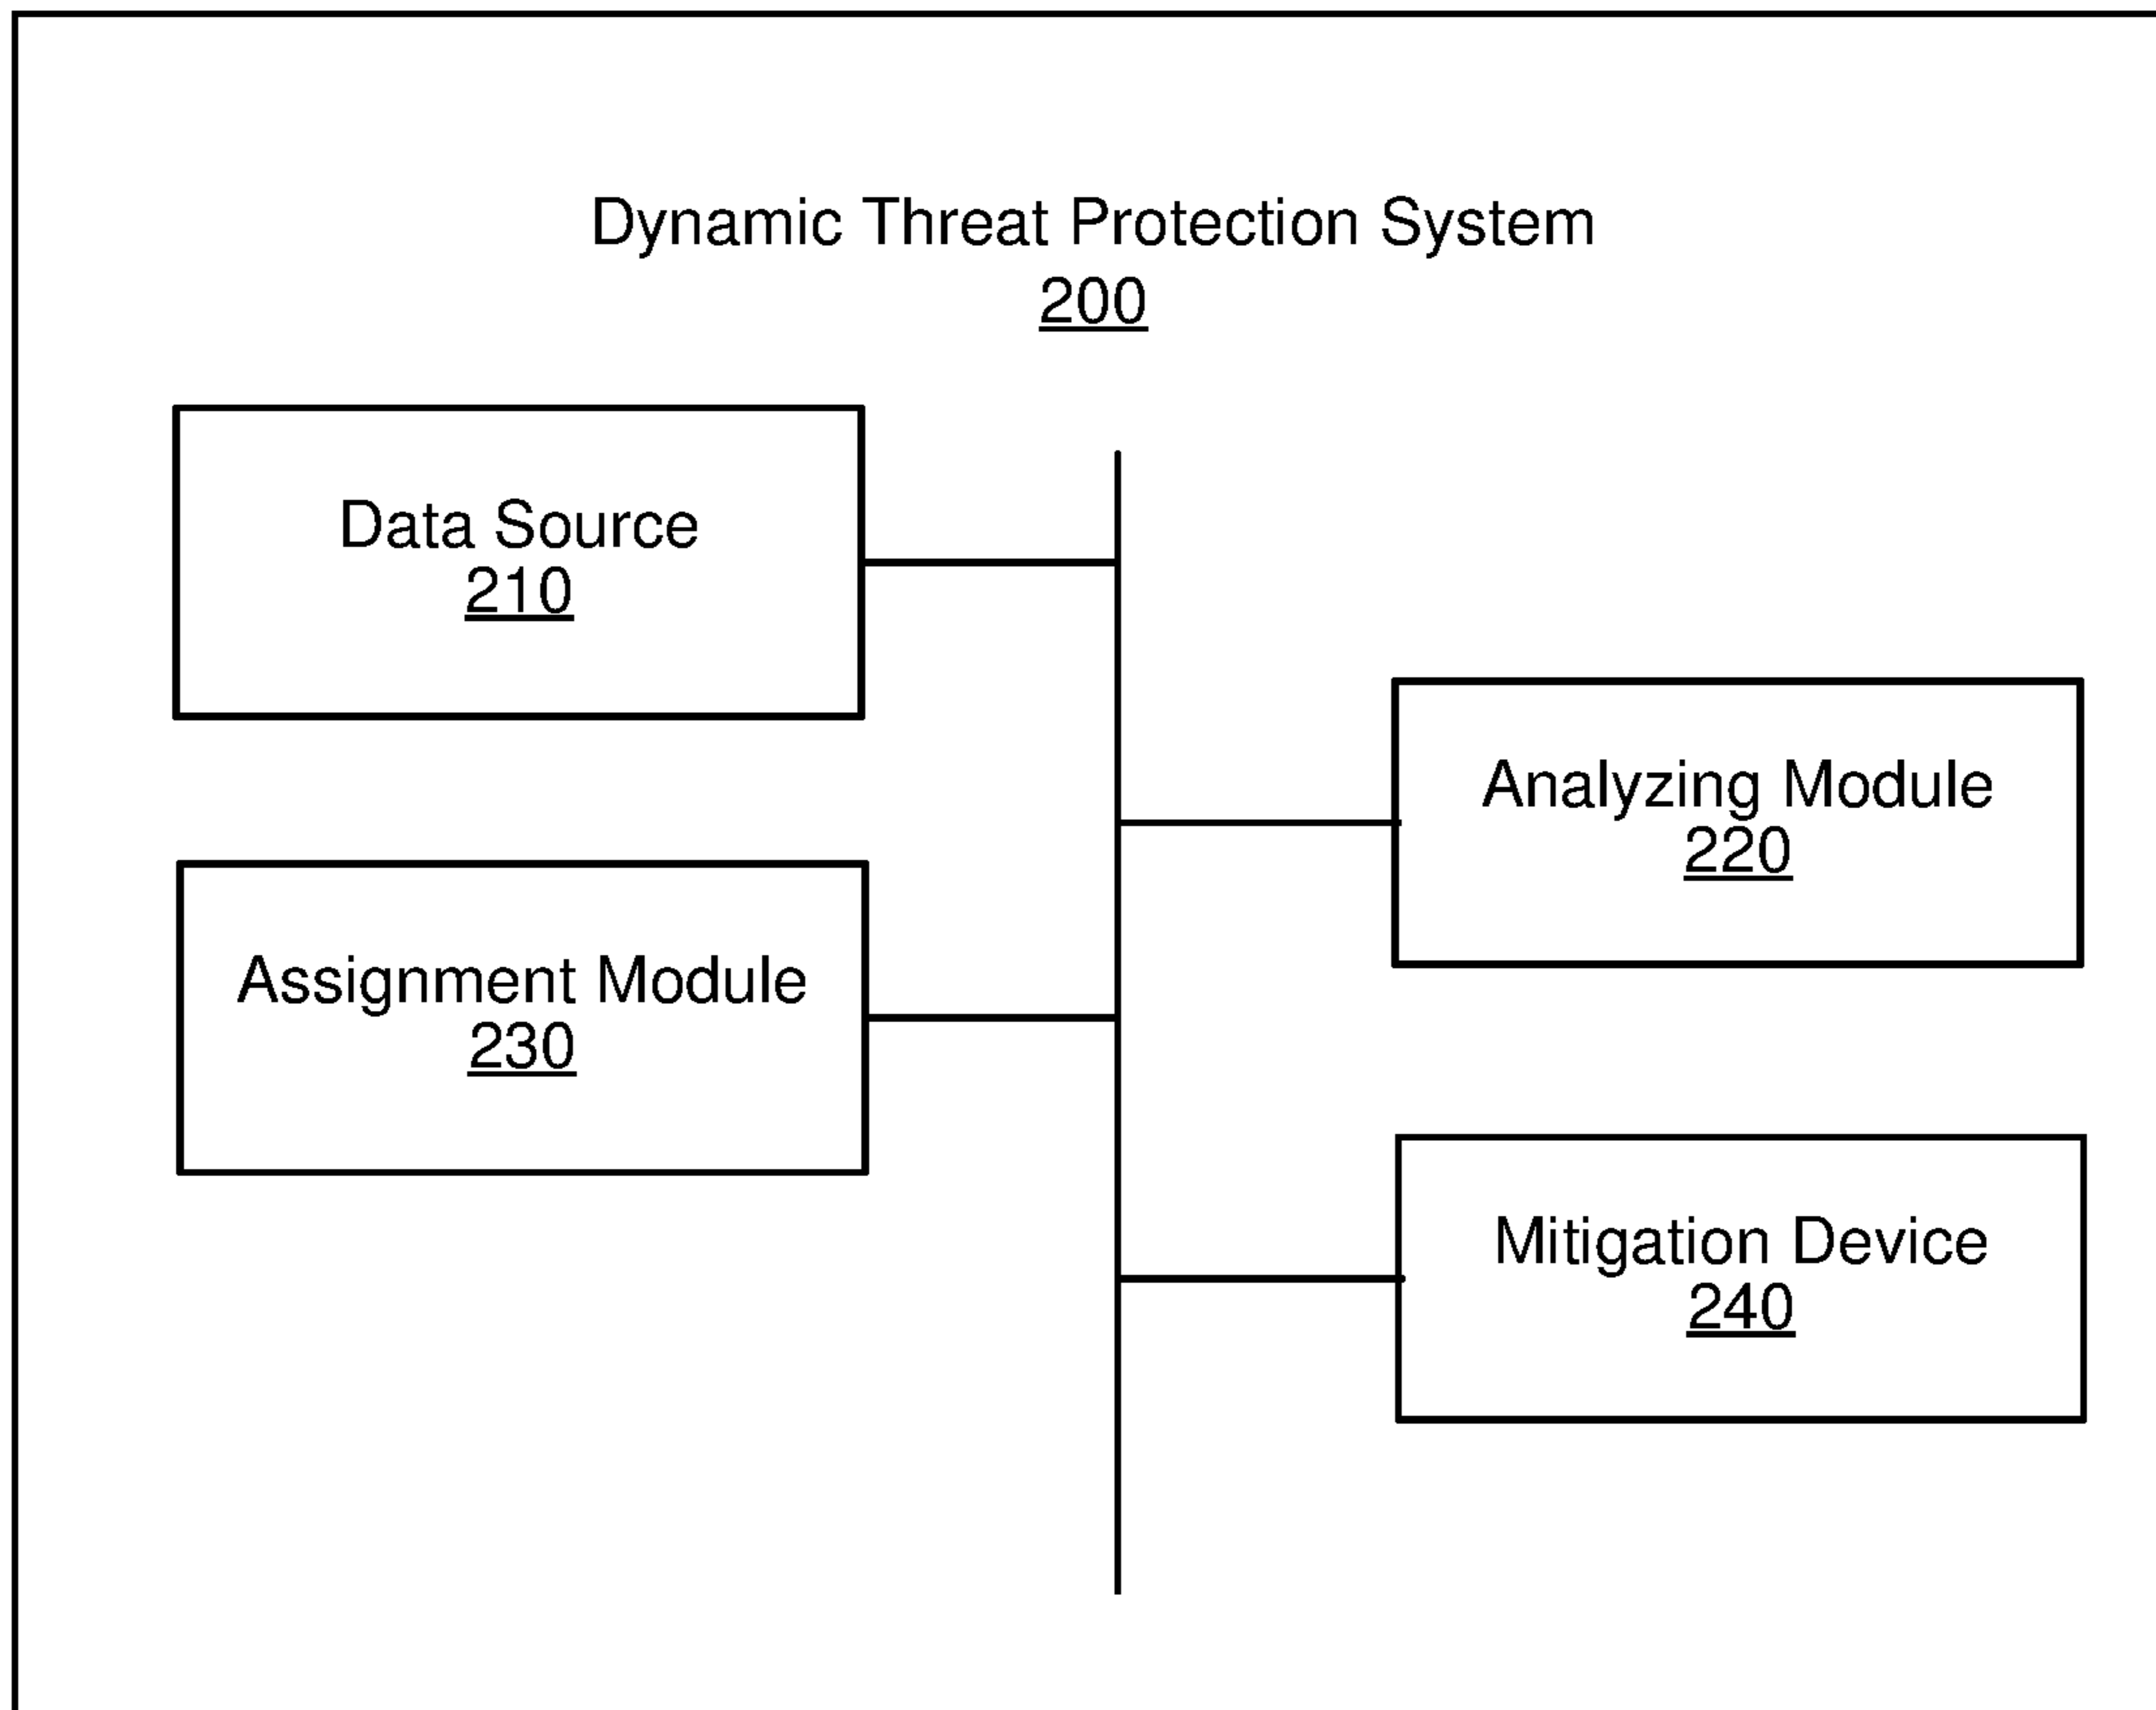 Dynamic Threat Protection System
200
Data Source
210
Analyzing Module
220
Assignment Module
230
Mitigation Device
240